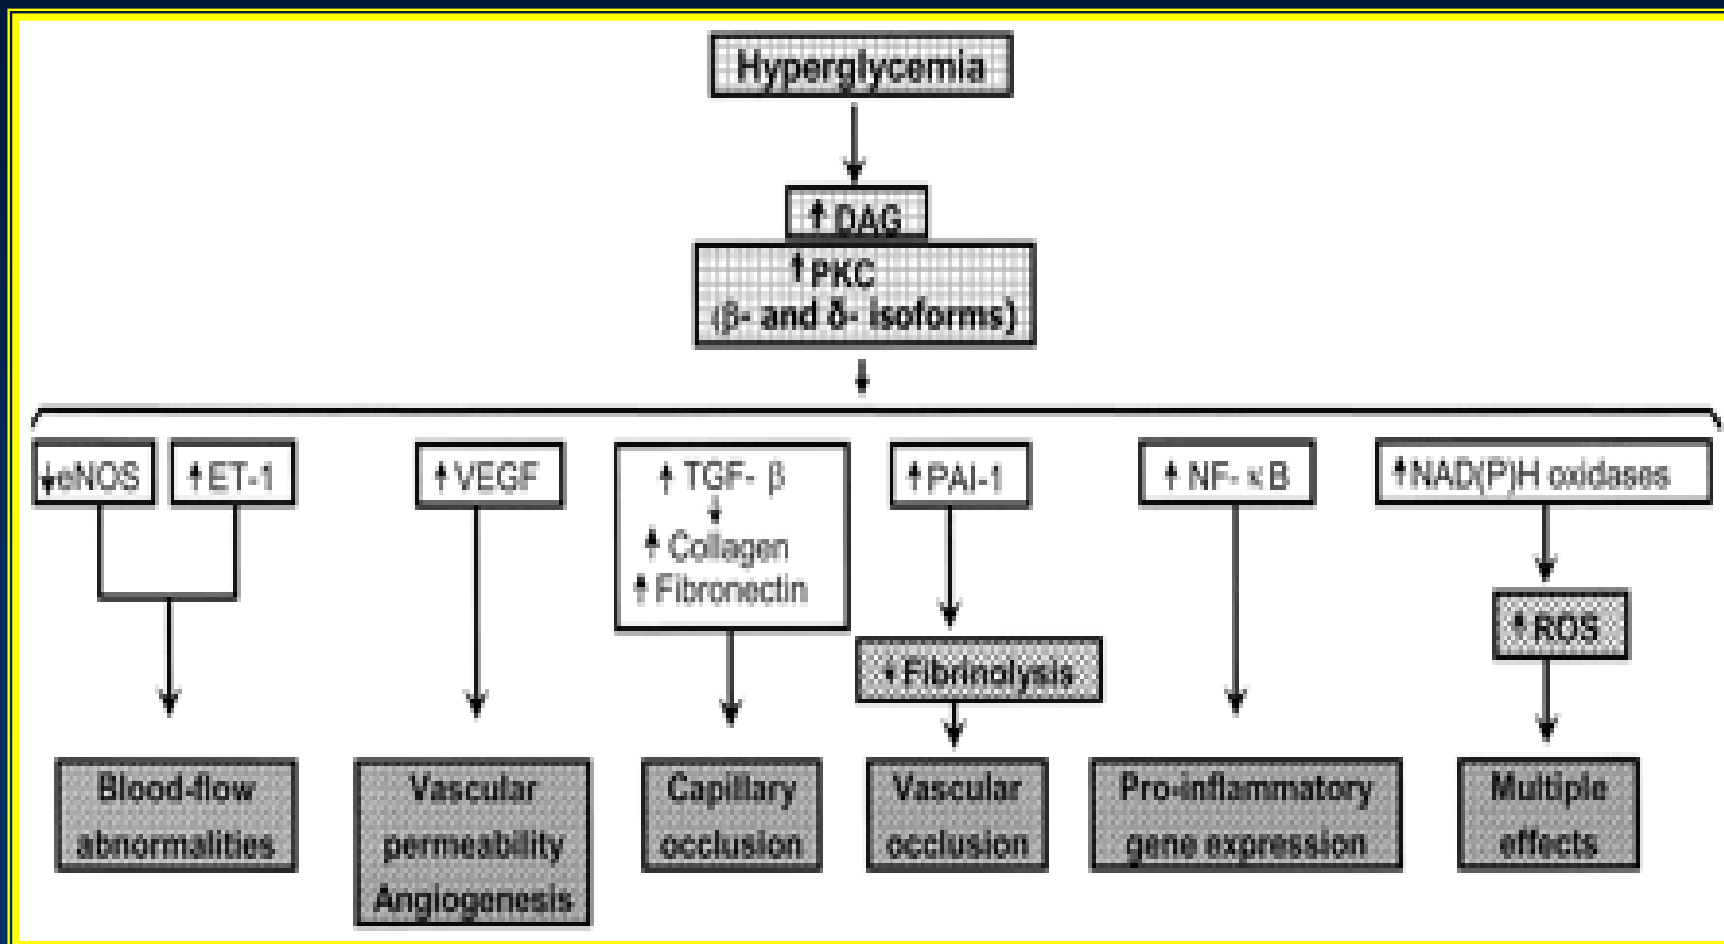 Hyperglycemia
↑DAG
↑PKC
(β- and δ- isoforms)
↓eNOS
↑ET-1
↑VEGF
↑TGF- β
↑Collagen
↑Fibronectin
↑PAI-1
↑NF- κB
↑NAD(P)H oxidases
↓Fibrinolysis
↑ROS
Blood-flow
abnormalities
Vascular
permeability
Angiogenesis
Capillary
occlusion
Vascular
occlusion
Pro-inflammatory
gene expression
Multiple
effects